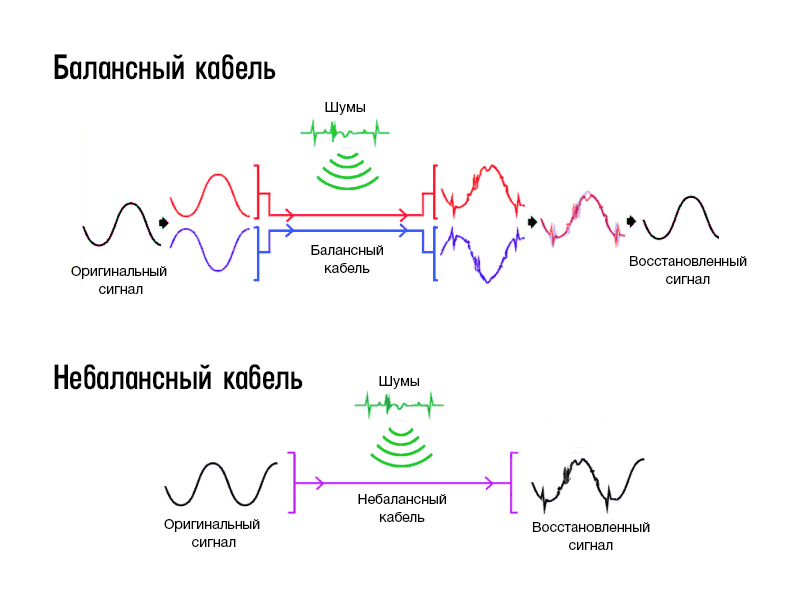 Балансный кабель
Шумы
Балансный
кабель
Оригинальный
сигнал
Восстановленный
сигнал
Небалансный кабель
Шумы
Небалансный
кабель
Оригинальный
сигнал
Восстановленный
сигнал